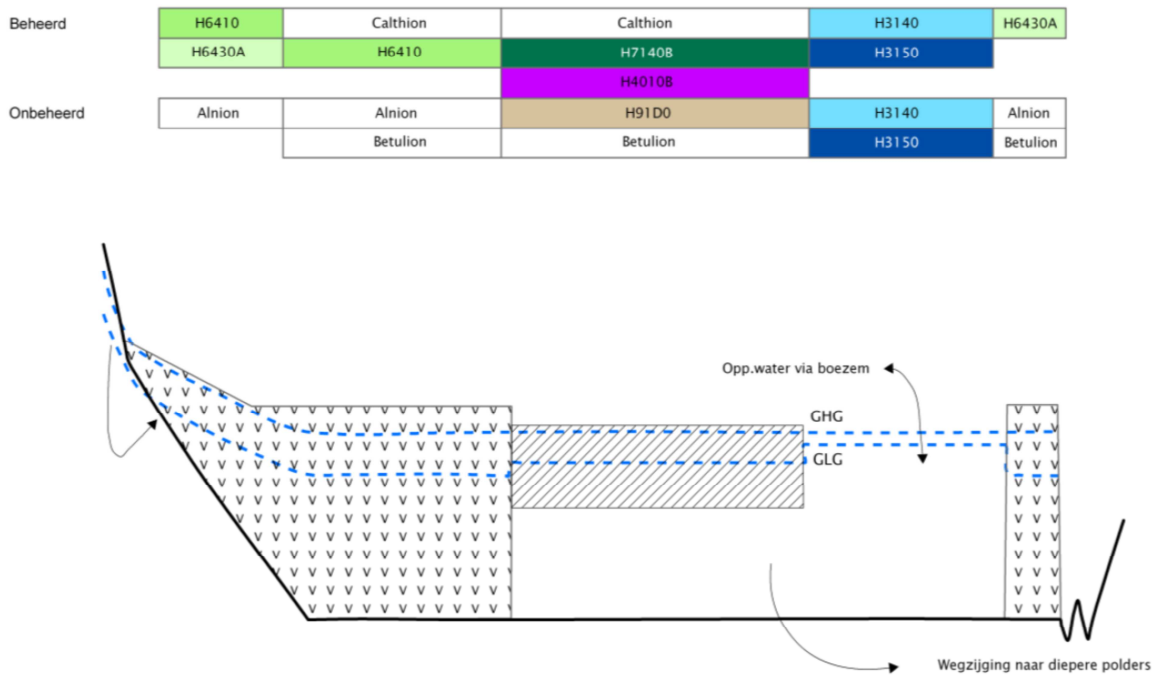 Beheerd H6410 Calthion Calthion H3140 H6430A
H6430A H6410 H7140B H3150
H4010B
Onbeheerd Alnion Alnion H91D0 H3140 Alnion
Betulion Betulion H3150 Betulion
Opp.water via boezem
GHG
GLG
Wegzijging naar diepere polders